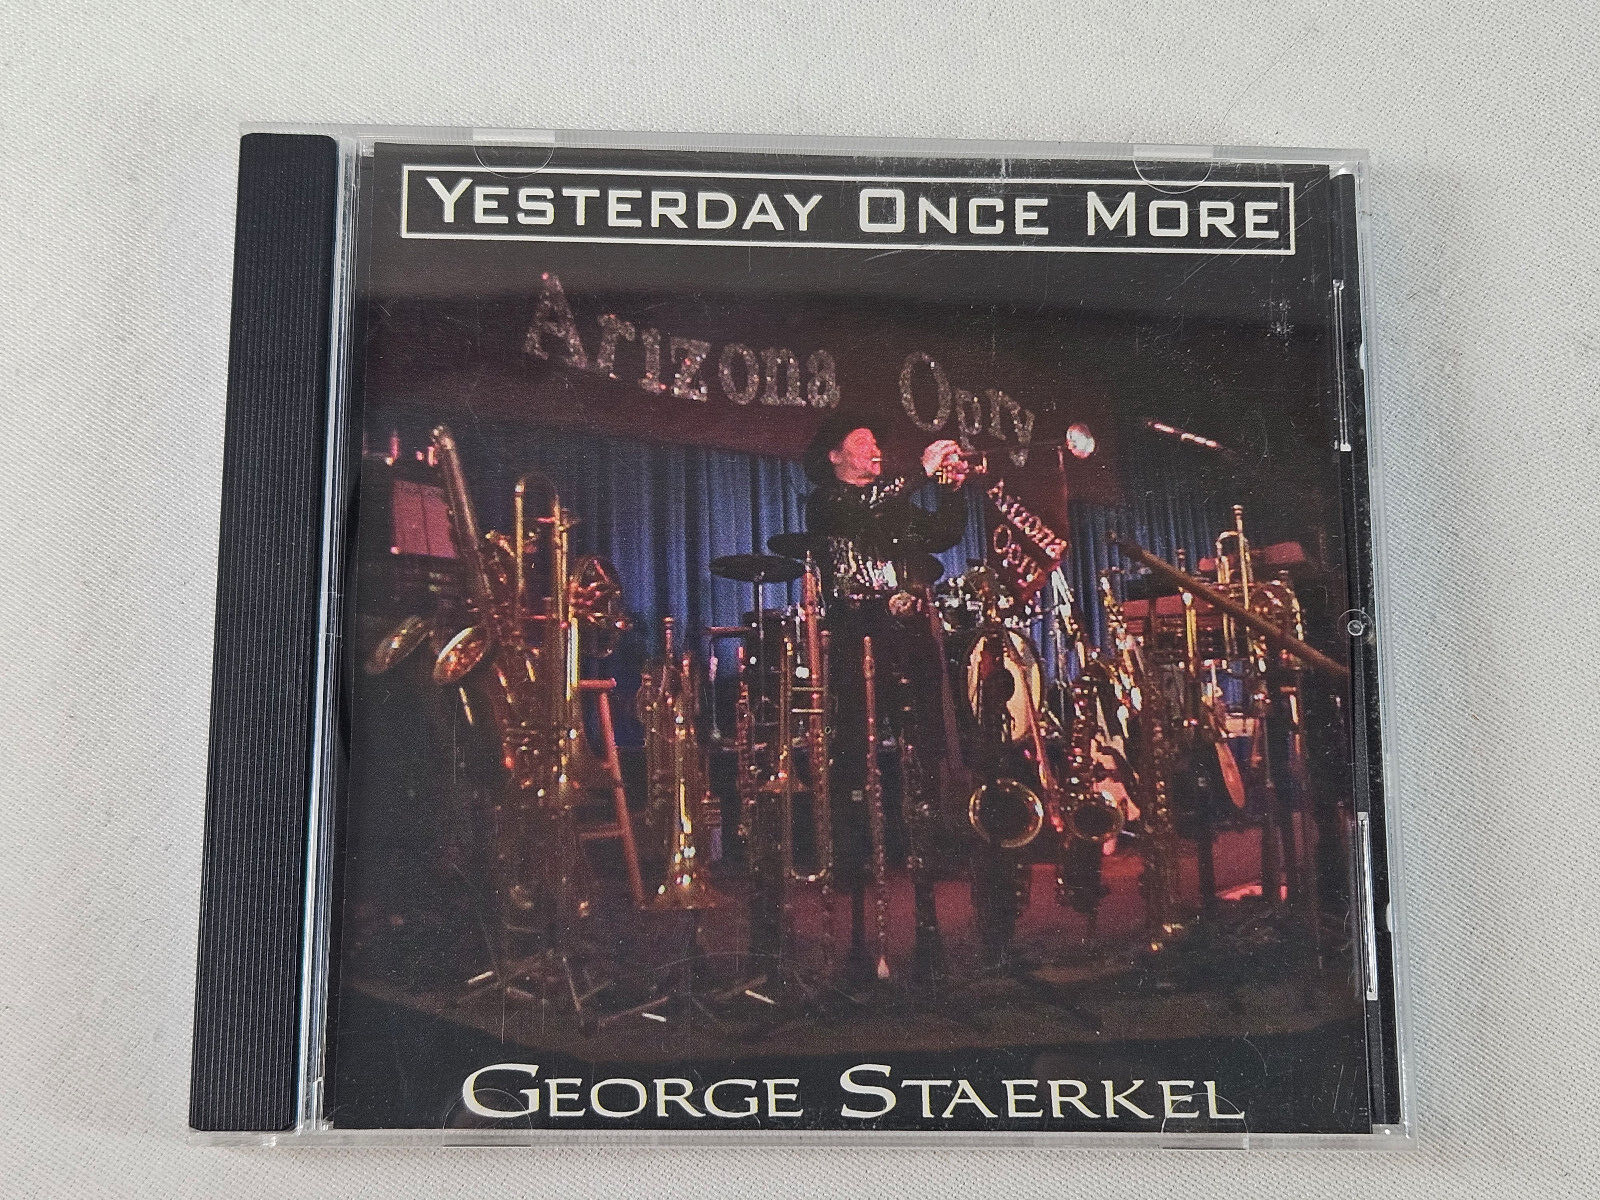 YESTERDAY ONCE MORE
Arizona Opry
Arizona
Opry
GEORGE STAERKEL